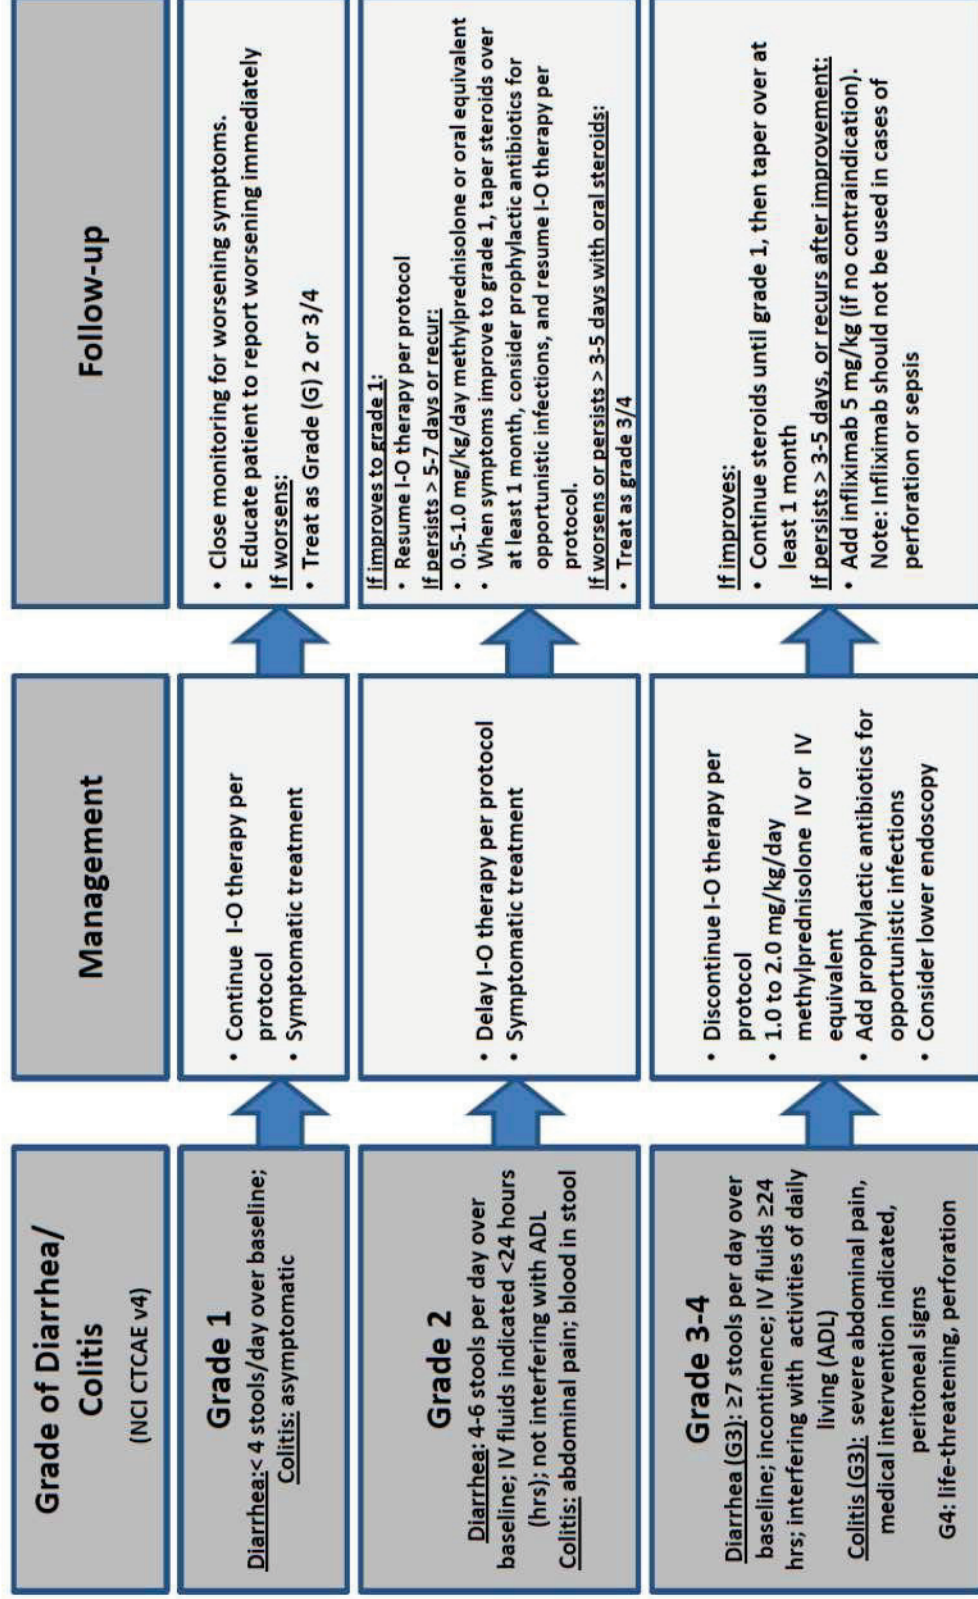 Grade of Diarrhea/
Colitis
(NCI CTCAE v4)
Management
Follow-up
Grade 1
Diarrhea:< 4 stools/day over baseline;
Colitis: asymptomatic
• Continue I-O therapy per
protocol
• Symptomatic treatment
• Close monitoring for worsening symptoms.
• Educate patient to report worsening immediately
If worsens:
• Treat as Grade (G) 2 or 3/4
Grade 2
Diarrhea: 4-6 stools per day over
baseline; IV fluids indicated <24 hours
(hrs); not interfering with ADL
Colitis: abdominal pain; blood in stool
• Delay I-O therapy per protocol
• Symptomatic treatment
If improves to grade 1:
• Resume I-O therapy per protocol
If persists > 5-7 days or recur:
• 0.5-1.0 mg/kg/day methylprednisolone or oral equivalent
• When symptoms improve to grade 1, taper steroids over
at least 1 month, consider prophylactic antibiotics for
opportunistic infections, and resume I-O therapy per
protocol.
If worsens or persists > 3-5 days with oral steroids:
• Treat as grade 3/4
Grade 3-4
Diarrhea (G3): ≥7 stools per day over
baseline; incontinence; IV fluids ≥24
hrs; interfering with activities of daily
living (ADL)
Colitis (G3): severe abdominal pain,
medical intervention indicated,
peritoneal signs
G4: life-threatening, perforation
• Discontinue I-O therapy per
protocol
• 1.0 to 2.0 mg/kg/day
methylprednisolone IV or IV
equivalent
• Add prophylactic antibiotics for
opportunistic infections
• Consider lower endoscopy
If improves:
• Continue steroids until grade 1, then taper over at
least 1 month
If persists > 3-5 days, or recurs after improvement:
• Add infliximab 5 mg/kg (if no contraindication).
Note: Infliximab should not be used in cases of
perforation or sepsis